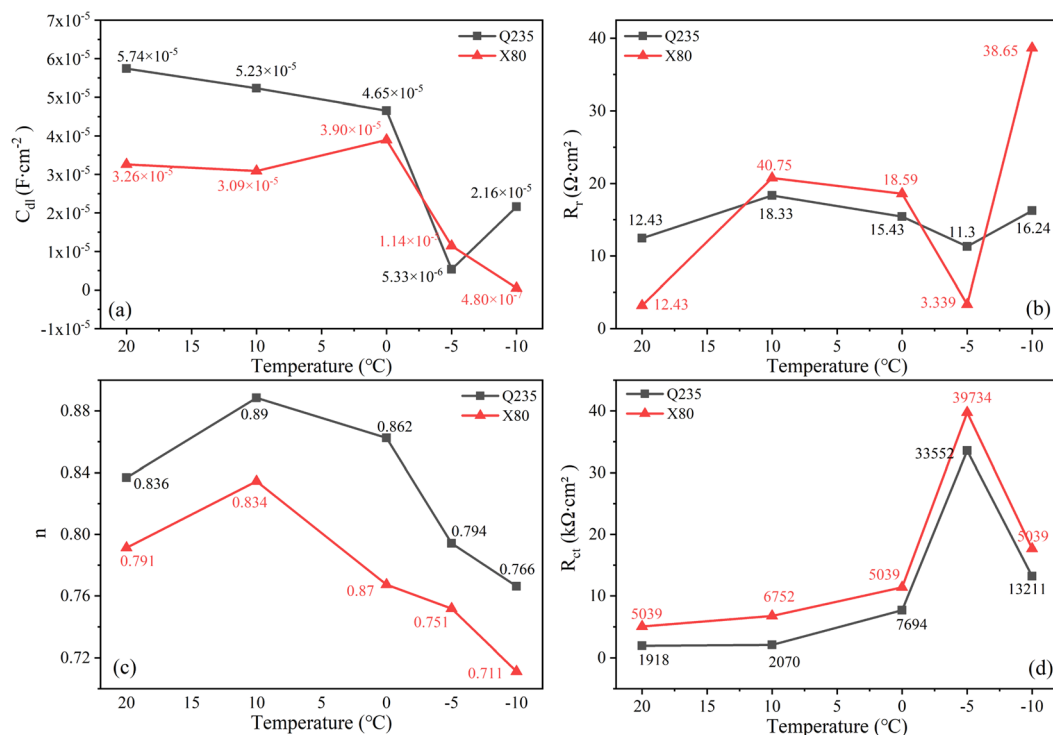 7x10⁻⁵
6x10⁻⁵
5x10⁻⁵
4x10⁻⁵
3x10⁻⁵
2x10⁻⁵
1x10⁻⁵
0
-1x10⁻⁵
C_dl (F·cm⁻²)
Q235
X80
5.74×10⁻⁵
5.23×10⁻⁵
4.65×10⁻⁵
3.90×10⁻⁵
3.26×10⁻⁵
3.09×10⁻⁵
2.16×10⁻⁵
1.14×10⁻
5.33×10⁻⁶
4.80×10⁻⁷
(a)
20 15 10 5 0 -5 -10
Temperature (℃)
40
30
20
10
0
R_r (Ω·cm²)
Q235
X80
38.65
40.75
18.59
12.43
18.33
15.43
11.3
16.24
12.43
3.339
(b)
20 15 10 5 0 -5 -10
Temperature (℃)
0.88
0.84
0.80
0.76
0.72
n
Q235
X80
0.89
0.862
0.836
0.834
0.794
0.791
0.766
0.87
0.751
0.711
(c)
20 15 10 5 0 -5 -10
Temperature (℃)
40
30
20
10
0
R_ct (kΩ·cm²)
Q235
X80
39734
33552
5039
6752
5039
5039
1918
2070
7694
13211
(d)
20 15 10 5 0 -5 -10
Temperature (℃)